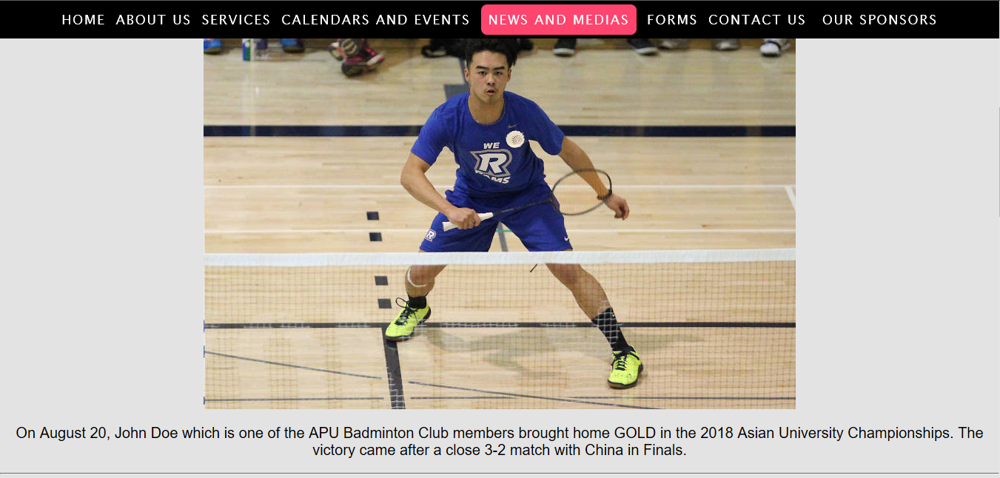 HOME ABOUT US SERVICES CALENDARS AND EVENTS NEWS AND MEDIAS FORMS CONTACT US OUR SPONSORS
WE
R
RAMS
R
On August 20, John Doe which is one of the APU Badminton Club members brought home GOLD in the 2018 Asian University Championships. The
victory came after a close 3-2 match with China in Finals.